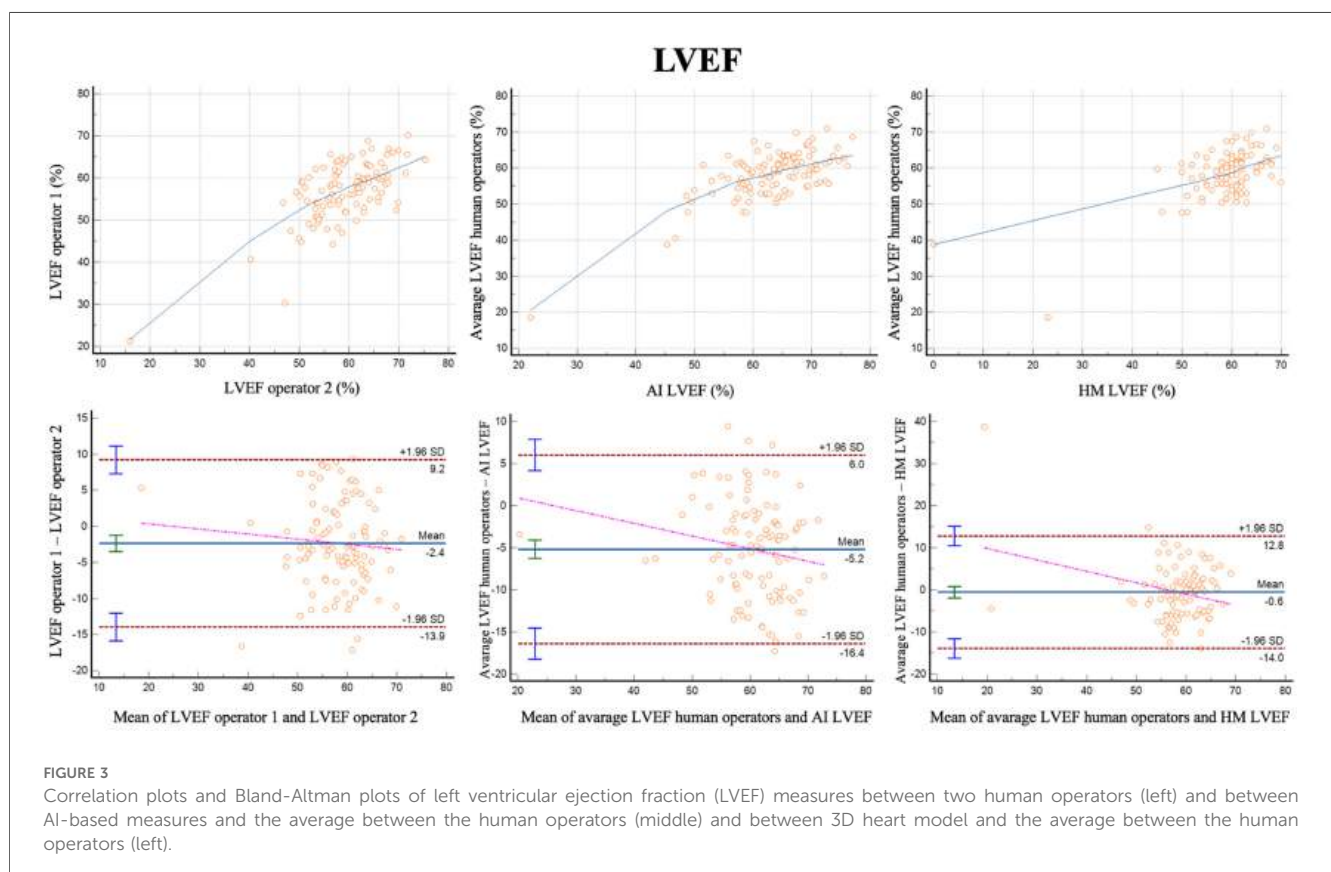 LVEF
80
70
60
50
40
30
20
10 20 30 40 50 60 70 80
LVEF operator 1 (%)
LVEF operator 2 (%)
80
70
60
50
40
30
20
10
20 30 40 50 60 70 80
Avarage LVEF human operators (%)
AI LVEF (%)
80
70
60
50
40
30
20
10
0 10 20 30 40 50 60 70
Avarage LVEF human operators (%)
HM LVEF (%)
15
10
5
0
-5
-10
-15
-20
10 20 30 40 50 60 70 80
LVEF operator 1 – LVEF operator 2
+1.96 SD
9.2
Mean
-2.4
-1.96 SD
-13.9
Mean of LVEF operator 1 and LVEF operator 2
10
5
0
-5
-10
-15
-20
20 30 40 50 60 70 80
Avarage LVEF human operators – AI LVEF
+1.96 SD
6.0
Mean
-5.2
-1.96 SD
-16.4
Mean of avarage LVEF human operators and AI LVEF
40
30
20
10
0
-10
-20
10 20 30 40 50 60 70 80
Avarage LVEF human operators – HM LVEF
+1.96 SD
12.8
Mean
-0.6
-1.96 SD
-14.0
Mean of avarage LVEF human operators and HM LVEF
FIGURE 3
Correlation plots and Bland-Altman plots of left ventricular ejection fraction (LVEF) measures between two human operators (left) and between
AI-based measures and the average between the human operators (middle) and between 3D heart model and the average between the human
operators (left).